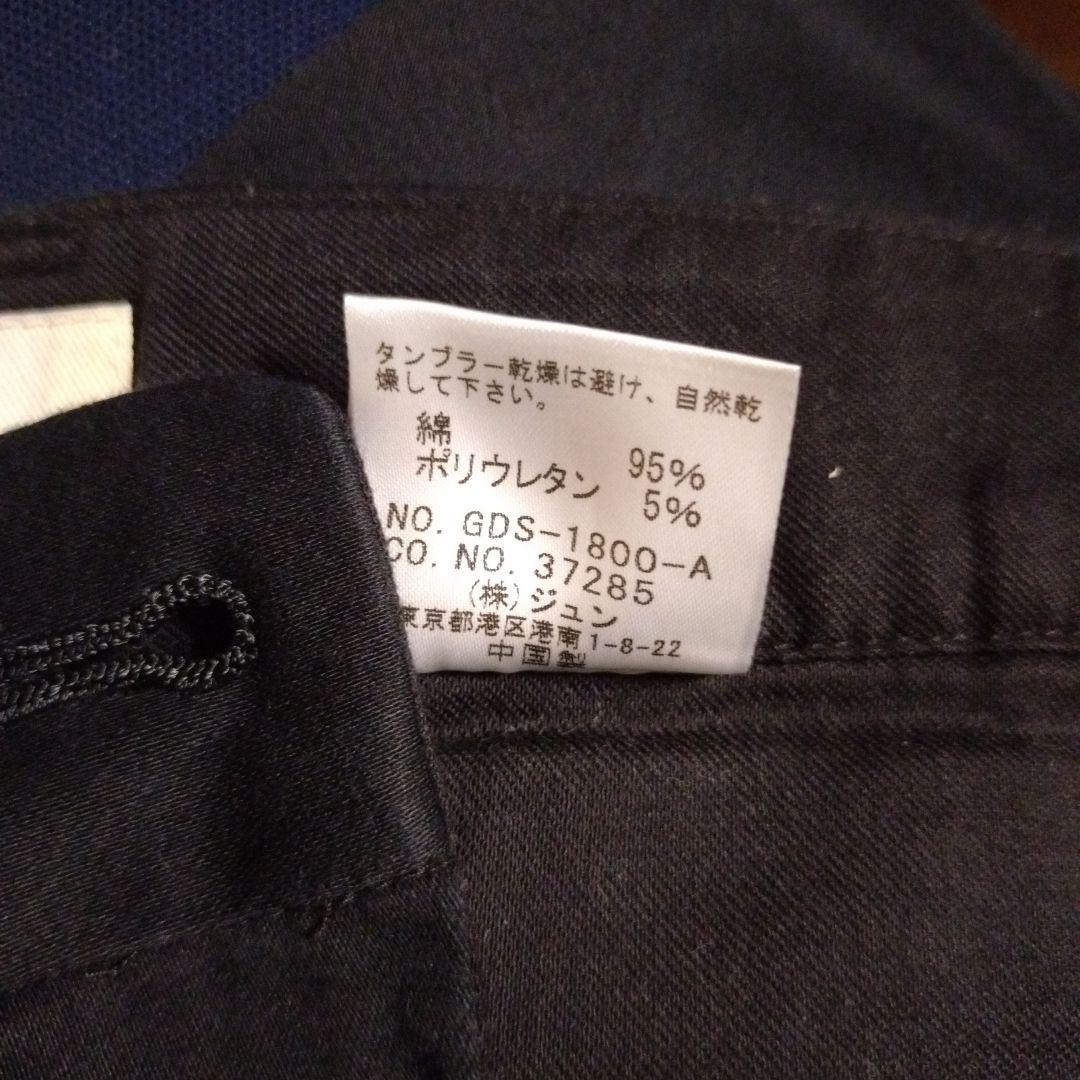 タンブラー乾燥は避け、自然乾
燥して下さい。
綿 95%
ポリウレタン 5%
NO. GDS-1800-A
CO. NO. 37285
(株)ジュン
東京都港区港南1-8-22
中国製